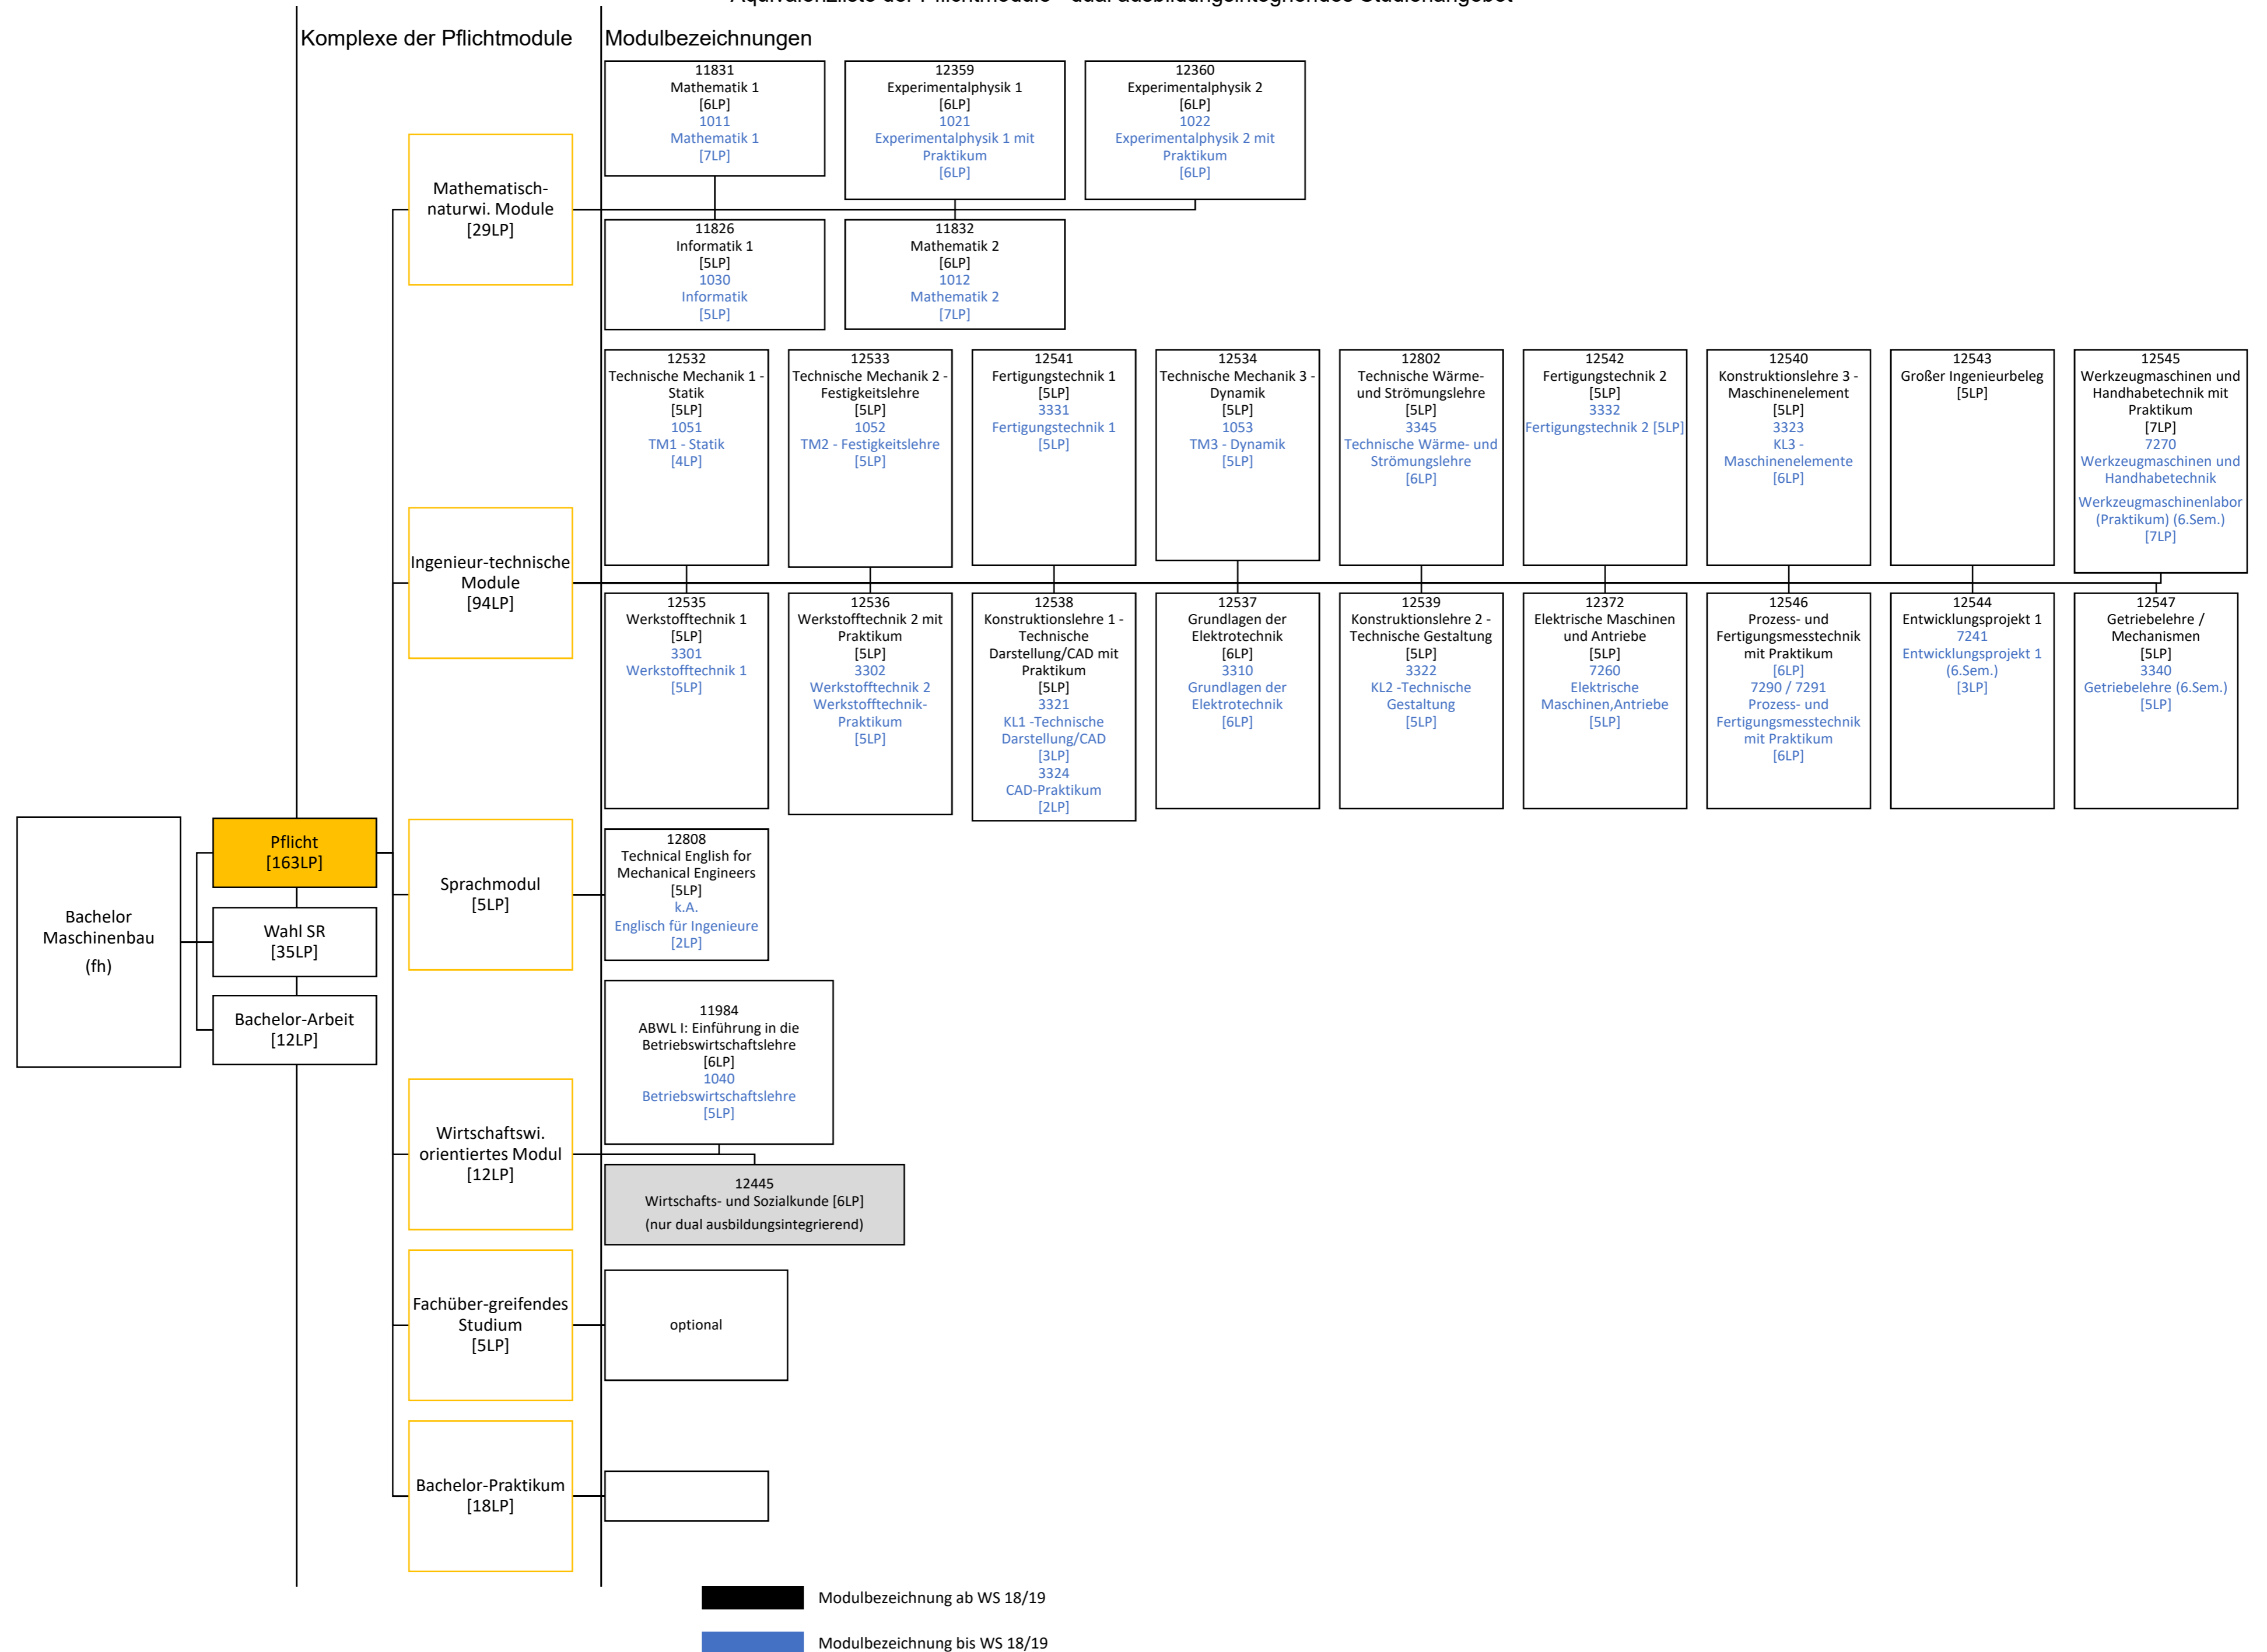 Äquivalenzliste der Pflichtmodule - dual ausbildungsintegriendes Studienangebot
Komplexe der Pflichtmodule
Modulbezeichnungen
11831
Mathematik 1
[6LP]
1011
Mathematik 1
[7LP]
12359
Experimentalphysik 1
[6LP]
1021
Experimentalphysik 1 mit
Praktikum
[6LP]
12360
Experimentalphysik 2
[6LP]
1022
Experimentalphysik 2 mit
Praktikum
[6LP]
Mathematisch-
naturwi. Module
[29LP]
11826
Informatik 1
[5LP]
1030
Informatik
[5LP]
11832
Mathematik 2
[6LP]
1012
Mathematik 2
[7LP]
12532
Technische Mechanik 1 -
Statik
[5LP]
1051
TM1 - Statik
[4LP]
12533
Technische Mechanik 2 -
Festigkeitslehre
[5LP]
1052
TM2 - Festigkeitslehre
[5LP]
12541
Fertigungstechnik 1
[5LP]
3331
Fertigungstechnik 1
[5LP]
12534
Technische Mechanik 3 -
Dynamik
[5LP]
1053
TM3 - Dynamik
[5LP]
12802
Technische Wärme-
und Strömungslehre
[5LP]
3345
Technische Wärme- und
Strömungslehre
[6LP]
12542
Fertigungstechnik 2
[5LP]
3332
Fertigungstechnik 2 [5LP]
12540
Konstruktionslehre 3 -
Maschinenelement
[5LP]
3323
KL3 -
Maschinenelemente
[6LP]
12543
Großer Ingenieurbeleg
[5LP]
12545
Werkzeugmaschinen und
Handhabetechnik mit
Praktikum
[7LP]
7270
Werkzeugmaschinen und
Handhabetechnik
Werkzeugmaschinenlabor
(Praktikum) (6.Sem.)
[7LP]
Ingenieur-technische
Module
[94LP]
12535
Werkstofftechnik 1
[5LP]
3301
Werkstofftechnik 1
[5LP]
12536
Werkstofftechnik 2 mit
Praktikum
[5LP]
3302
Werkstofftechnik 2
Werkstofftechnik-
Praktikum
[5LP]
12538
Konstruktionslehre 1 -
Technische
Darstellung/CAD mit
Praktikum
[5LP]
3321
KL1 -Technische
Darstellung/CAD
[3LP]
3324
CAD-Praktikum
[2LP]
12537
Grundlagen der
Elektrotechnik
[6LP]
3310
Grundlagen der
Elektrotechnik
[6LP]
12539
Konstruktionslehre 2 -
Technische Gestaltung
[5LP]
3322
KL2 -Technische
Gestaltung
[5LP]
12372
Elektrische Maschinen
und Antriebe
[5LP]
7260
Elektrische
Maschinen,Antriebe
[5LP]
12546
Prozess- und
Fertigungsmesstechnik
mit Praktikum
[6LP]
7290 / 7291
Prozess- und
Fertigungsmesstechnik
mit Praktikum
[6LP]
12544
Entwicklungsprojekt 1
7241
Entwicklungsprojekt 1
(6.Sem.)
[3LP]
12547
Getriebelehre /
Mechanismen
[5LP]
3340
Getriebelehre (6.Sem.)
[5LP]
Bachelor
Maschinenbau
(fh)
Pflicht
[163LP]
Wahl SR
[35LP]
Bachelor-Arbeit
[12LP]
Sprachmodul
[5LP]
12808
Technical English for
Mechanical Engineers
[5LP]
k.A.
Englisch für Ingenieure
[2LP]
Wirtschaftswi.
orientiertes Modul
[12LP]
11984
ABWL I: Einführung in die
Betriebswirtschaftslehre
[6LP]
1040
Betriebswirtschaftslehre
[5LP]
12445
Wirtschafts- und Sozialkunde [6LP]
(nur dual ausbildungsintegrierend)
Fachüber-greifendes
Studium
[5LP]
optional
Bachelor-Praktikum
[18LP]
Modulbezeichnung ab WS 18/19
Modulbezeichnung bis WS 18/19